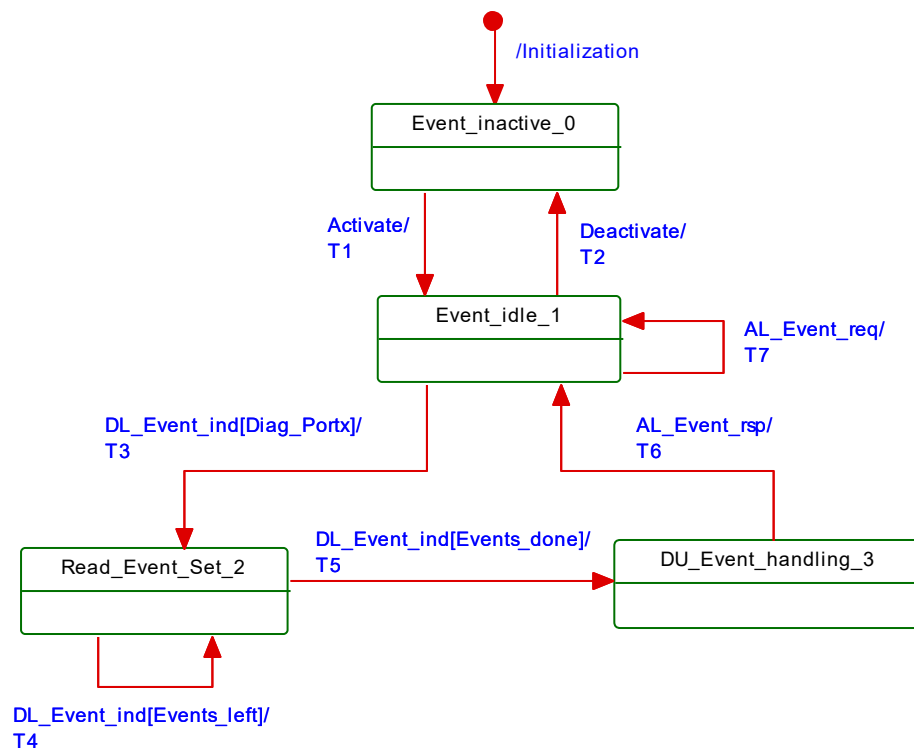 /Initialization
Event_inactive_0
Activate/
T1
Deactivate/
T2
Event_idle_1
AL_Event_req/
T7
DL_Event_ind[Diag_Portx]/
T3
AL_Event_rsp/
T6
Read_Event_Set_2
DL_Event_ind[Events_done]/
T5
DU_Event_handling_3
DL_Event_ind[Events_left]/
T4